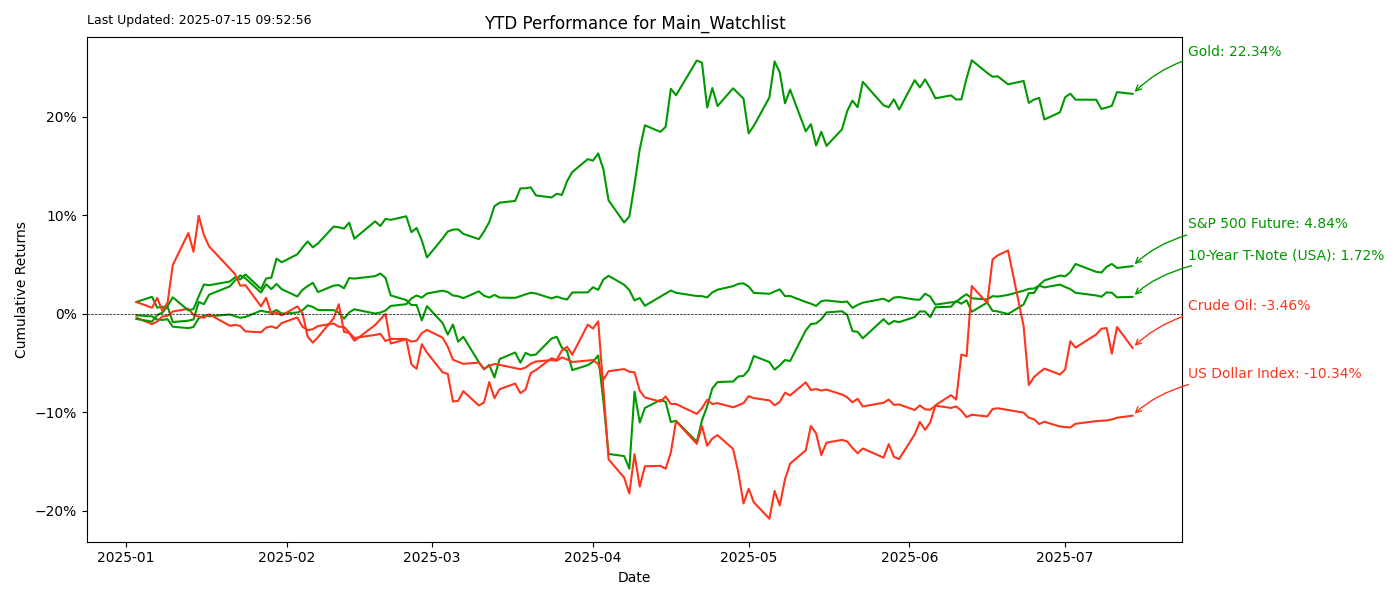 Last Updated: 2025-07-15 09:52:56
YTD Performance for Main_Watchlist
Gold: 22.34%
S&P 500 Future: 4.84%
10-Year T-Note (USA): 1.72%
Crude Oil: -3.46%
US Dollar Index: -10.34%
Cumulative Returns
20%
10%
0%
−10%
−20%
2025-01 2025-02 2025-03 2025-04 2025-05 2025-06 2025-07
Date